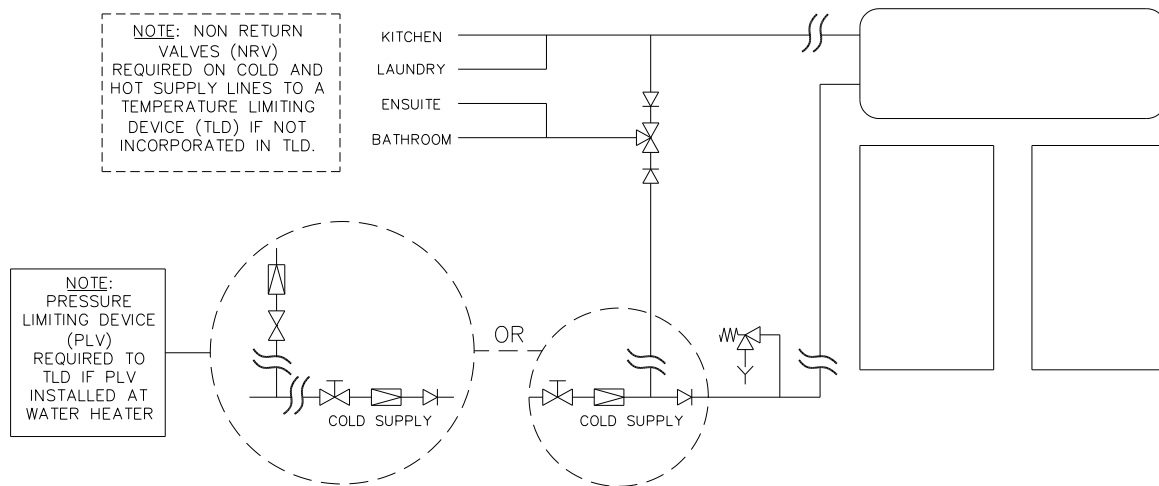 NOTE: NON RETURN
VALVES (NRV)
REQUIRED ON COLD AND
HOT SUPPLY LINES TO A
TEMPERATURE LIMITING
DEVICE (TLD) IF NOT
INCORPORATED IN TLD.
KITCHEN
LAUNDRY
ENSUITE
BATHROOM
NOTE:
PRESSURE
LIMITING DEVICE
(PLV)
REQUIRED TO
TLD IF PLV
INSTALLED AT
WATER HEATER
OR
COLD SUPPLY
COLD SUPPLY